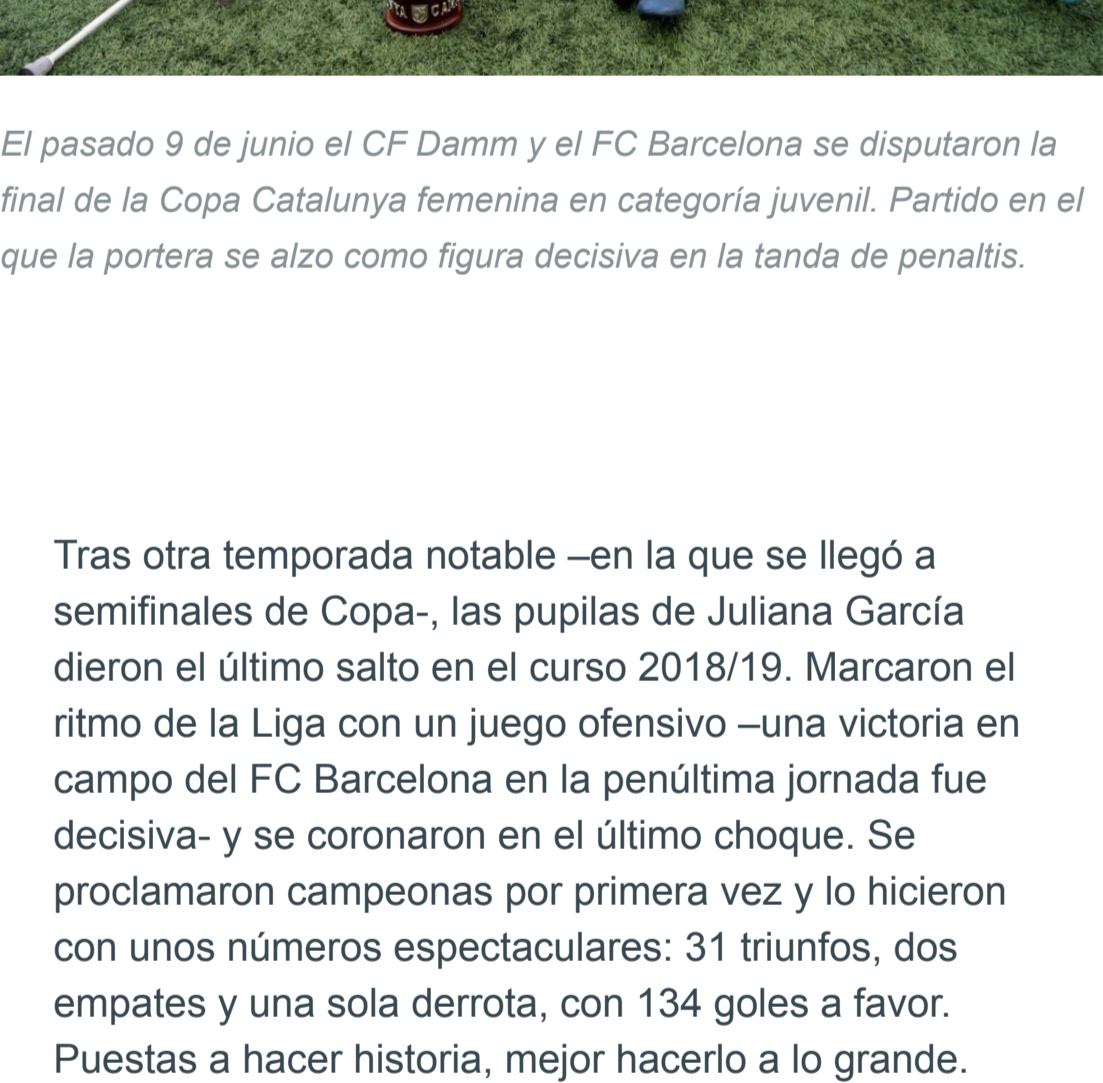 El pasado 9 de junio el CF Damm y el FC Barcelona se disputaron la
final de la Copa Catalunya femenina en categoría juvenil. Partido en el
que la portera se alzo como figura decisiva en la tanda de penaltis.
Tras otra temporada notable –en la que se llegó a
semifinales de Copa-, las pupilas de Juliana García
dieron el último salto en el curso 2018/19. Marcaron el
ritmo de la Liga con un juego ofensivo –una victoria en
campo del FC Barcelona en la penúltima jornada fue
decisiva- y se coronaron en el último choque. Se
proclamaron campeonas por primera vez y lo hicieron
con unos números espectaculares: 31 triunfos, dos
empates y una sola derrota, con 134 goles a favor.
Puestas a hacer historia, mejor hacerlo a lo grande.